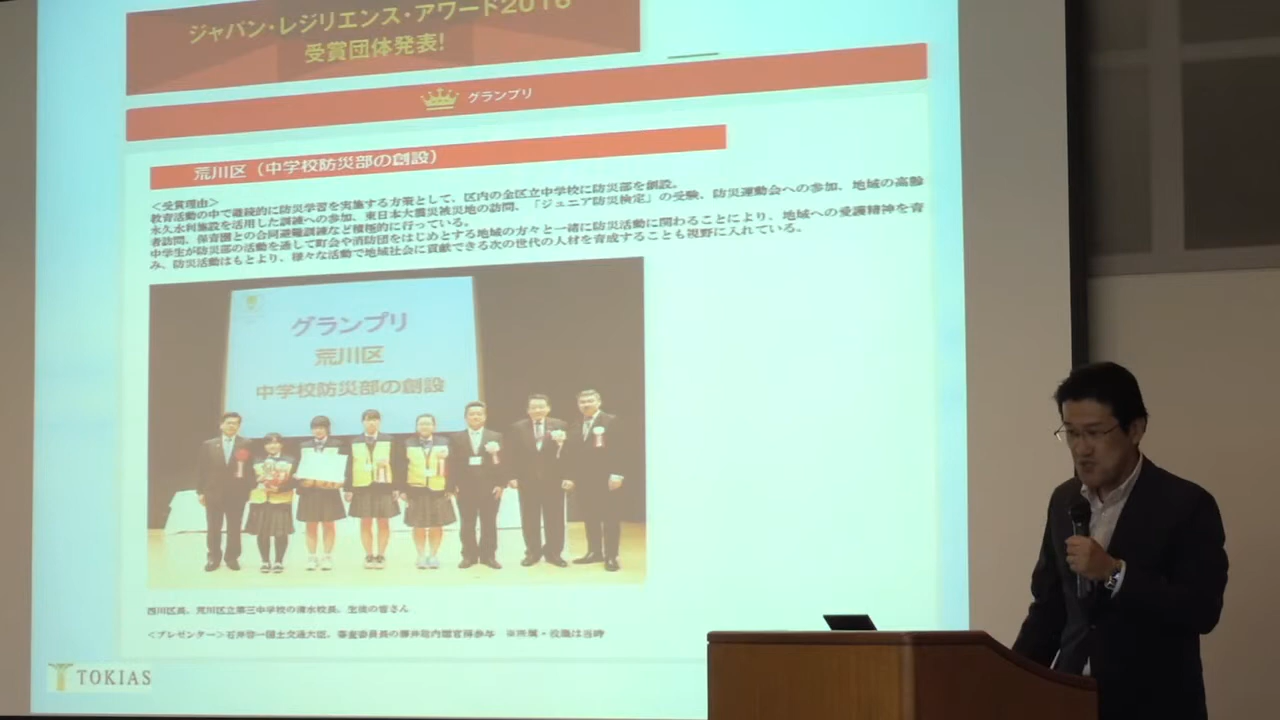 ジャパン・レジリエンス・アワード2016
受賞団体発表!
グランプリ
荒川区（中学校防災部の創設）
＜受賞理由＞
教育活動の中で継続的に防災学習を実施する方策として、区内の全区立中学校に防災部を創設。
永久水利施設を活用した訓練への参加、東日本大震災被災地の訪問、「ジュニア防災検定」の受験、防災運動会への参加、地域の高齢
者訪問、保育園との合同避難訓練など積極的に行っている。
中学生が防災部の活動を通して町会や消防団をはじめとする地域の方々と一緒に防災活動に関わることにより、地域への愛護精神を育
み、防災活動はもとより、様々な活動で地域社会に貢献できる次の世代の人材を育成することも視野に入れている。
グランプリ
荒川区
中学校防災部の創設
西川区長、荒川区立第三中学校の清水校長、生徒の皆さん
＜プレゼンター＞石井啓一国土交通大臣、審査委員長の藤井聡内閣官房参与　※所属・役職は当時
TOKIAS